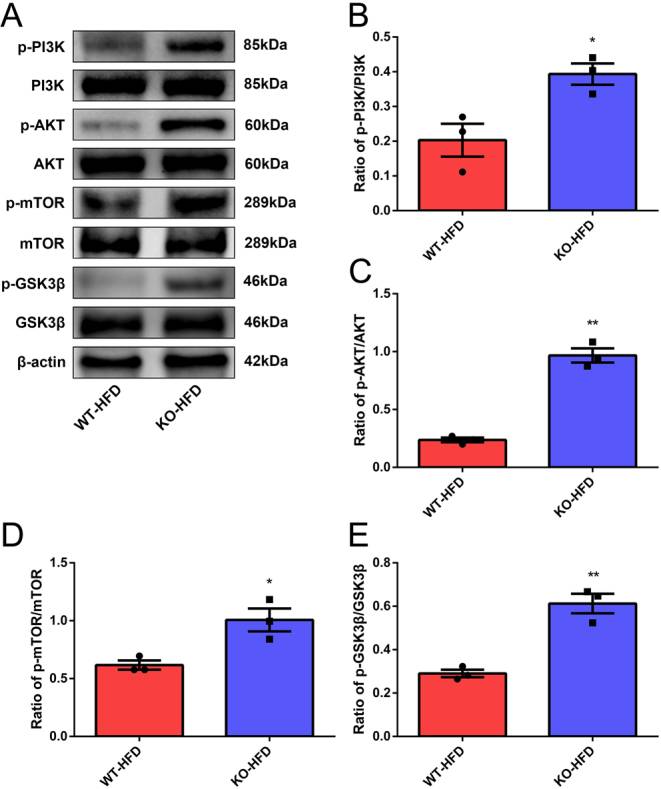 A
p-PI3K 85kDa
PI3K 85kDa
p-AKT 60kDa
AKT 60kDa
p-mTOR 289kDa
mTOR 289kDa
p-GSK3β 46kDa
GSK3β 46kDa
β-actin 42kDa
WT-HFD KO-HFD
B
Ratio of p-PI3K/PI3K
0.5
0.4
0.3
0.2
0.1
0.0
*
WT-HFD KO-HFD
C
Ratio of p-AKT/AKT
1.5
1.0
0.5
0.0
**
WT-HFD KO-HFD
D
Ratio of p-mTOR/mTOR
1.5
1.0
0.5
0.0
*
WT-HFD KO-HFD
E
Ratio of p-GSK3β/GSK3β
0.8
0.6
0.4
0.2
0.0
**
WT-HFD KO-HFD